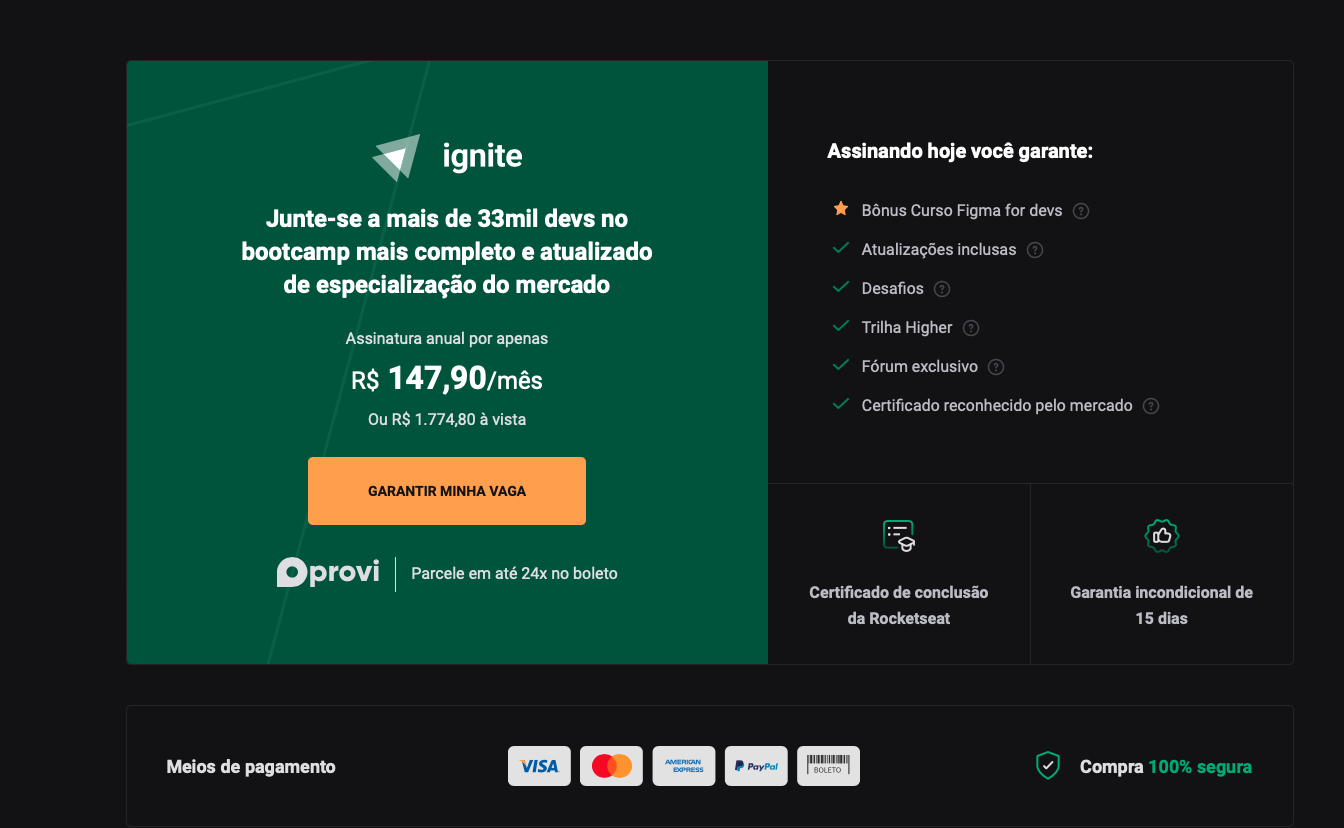 ignite
Junte-se a mais de 33mil devs no
bootcamp mais completo e atualizado
de especialização do mercado
Assinatura anual por apenas
R$ 147,90/mês
Ou R$ 1.774,80 à vista
GARANTIR MINHA VAGA
provi
Parcele em até 24x no boleto
Assinando hoje você garante:
Bônus Curso Figma for devs ?
Atualizações inclusas ?
Desafios ?
Trilha Higher ?
Fórum exclusivo ?
Certificado reconhecido pelo mercado ?
Certificado de conclusão
da Rocketseat
Garantia incondicional de
15 dias
Meios de pagamento
VISA
AMERICAN
EXPRESS
PayPal
BOLETO
Compra 100% segura